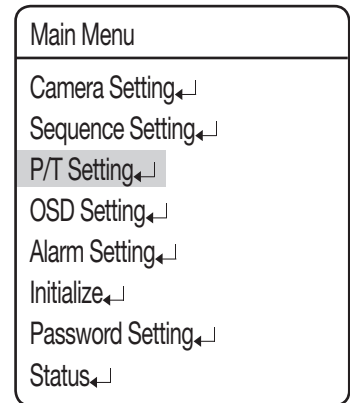 Main Menu
Camera Setting↵
Sequence Setting↵
P/T Setting↵
OSD Setting↵
Alarm Setting↵
Initialize↵
Password Setting↵
Status↵